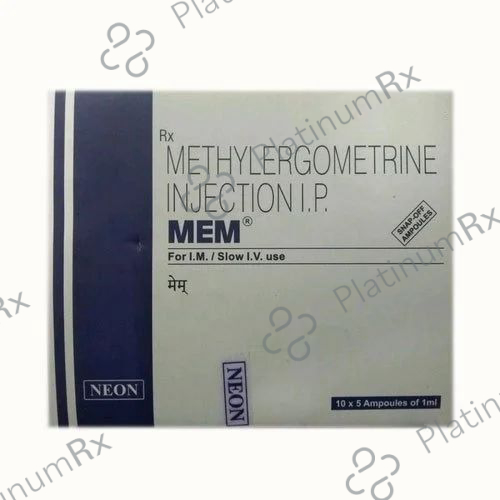 Rx
METHYLERGOMETRINE
INJECTION I.P.
MEM®
For I.M. / Slow I.V. use
मेम्
SNAP-OFF
AMPOULES
NEON
NEON
10 x 5 Ampoules of 1ml
PlatinumRx
PlatinumRx
PlatinumRx
PlatinumRx
Rx